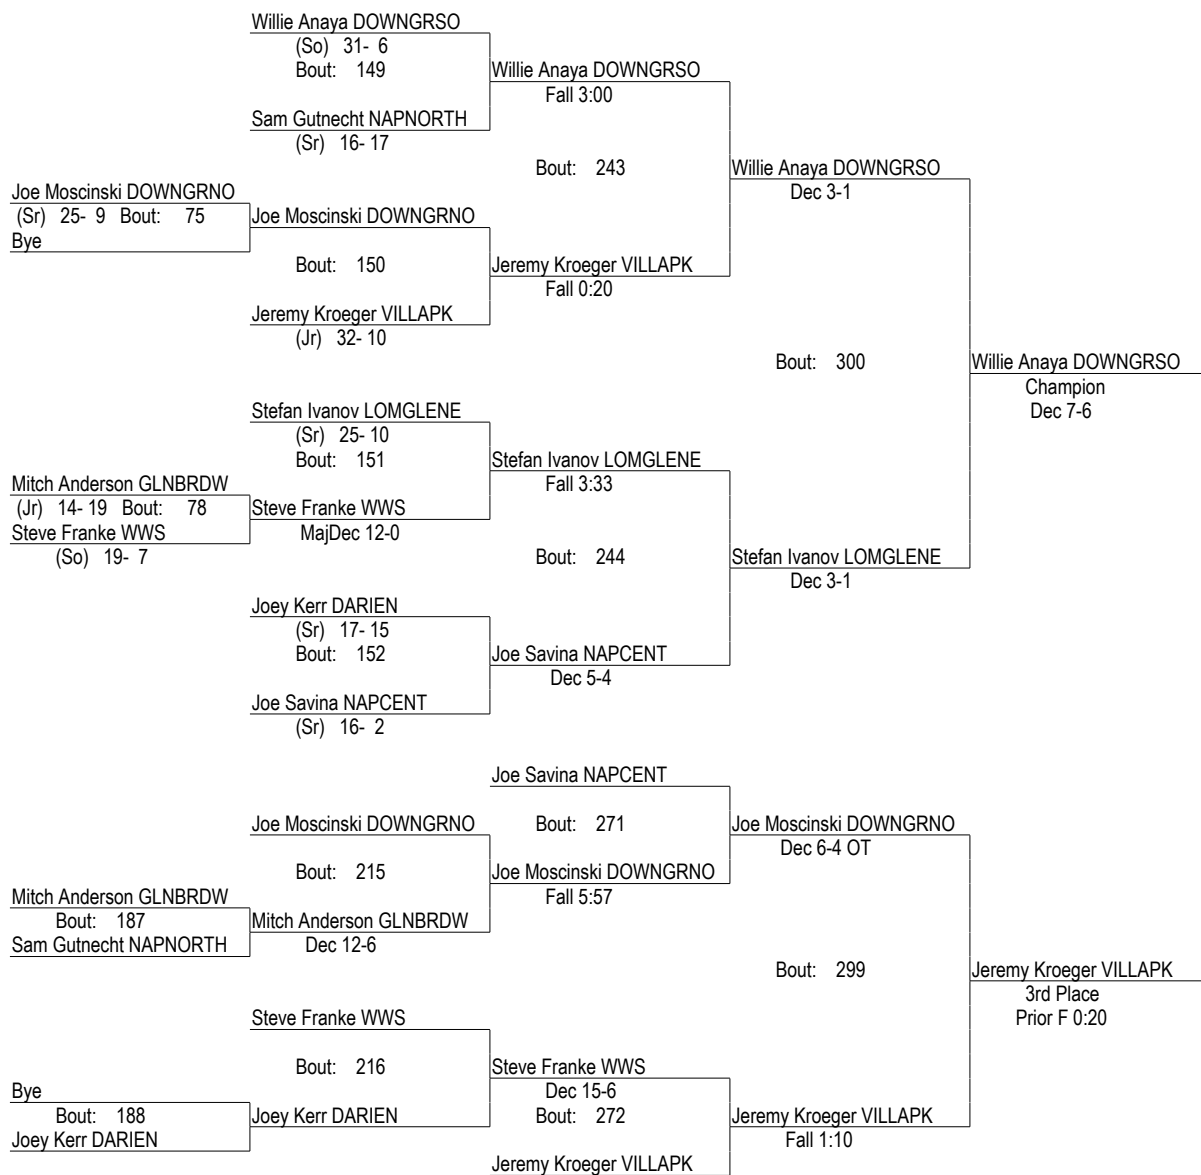 Willie Anaya DOWNGRSO
(So) 31- 6
Bout: 149
Willie Anaya DOWNGRSO
Fall 3:00
Sam Gutnecht NAPNORTH
(Sr) 16- 17
Bout: 243
Willie Anaya DOWNGRSO
Dec 3-1
Joe Moscinski DOWNGRNO
(Sr) 25- 9 Bout: 75
Bye
Joe Moscinski DOWNGRNO
Bout: 150
Jeremy Kroeger VILLAPK
Fall 0:20
Jeremy Kroeger VILLAPK
(Jr) 32- 10
Bout: 300
Willie Anaya DOWNGRSO
Champion
Dec 7-6
Stefan Ivanov LOMGLENE
(Sr) 25- 10
Bout: 151
Stefan Ivanov LOMGLENE
Fall 3:33
Mitch Anderson GLNBRDW
(Jr) 14- 19 Bout: 78
Steve Franke WWS
(So) 19- 7
Steve Franke WWS
MajDec 12-0
Bout: 244
Stefan Ivanov LOMGLENE
Dec 3-1
Joey Kerr DARIEN
(Sr) 17- 15
Bout: 152
Joe Savina NAPCENT
Dec 5-4
Joe Savina NAPCENT
(Sr) 16- 2
Joe Savina NAPCENT
Bout: 271
Joe Moscinski DOWNGRNO
Dec 6-4 OT
Joe Moscinski DOWNGRNO
Bout: 215
Joe Moscinski DOWNGRNO
Fall 5:57
Mitch Anderson GLNBRDW
Bout: 187
Sam Gutnecht NAPNORTH
Mitch Anderson GLNBRDW
Dec 12-6
Bout: 299
Jeremy Kroeger VILLAPK
3rd Place
Prior F 0:20
Steve Franke WWS
Bout: 216
Steve Franke WWS
Dec 15-6
Bout: 272
Bye
Bout: 188
Joey Kerr DARIEN
Joey Kerr DARIEN
Jeremy Kroeger VILLAPK
Fall 1:10
Jeremy Kroeger VILLAPK